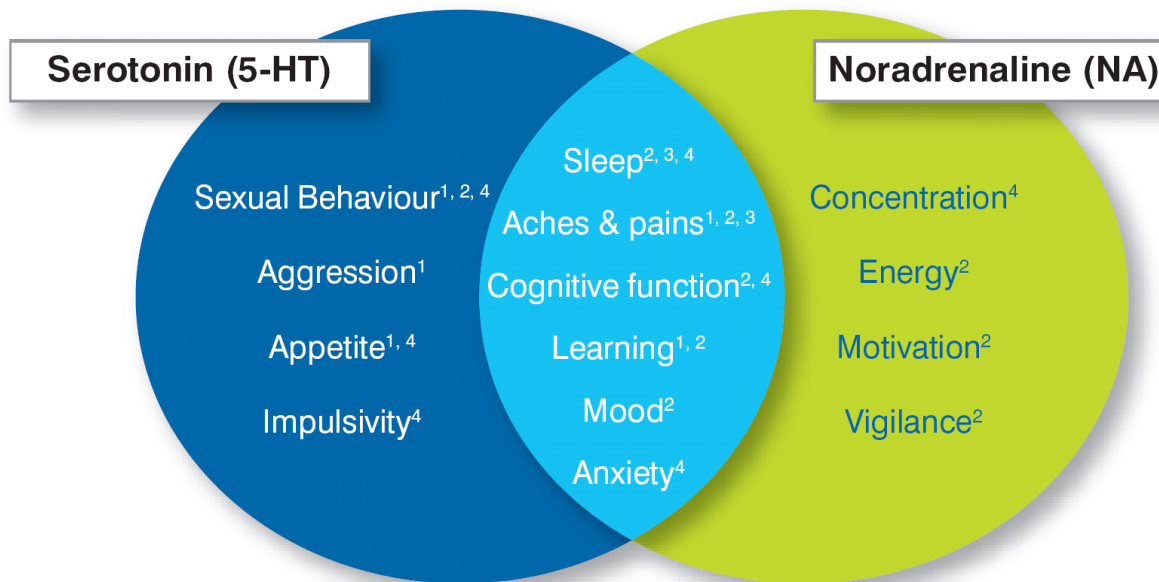 Serotonin (5-HT)
Noradrenaline (NA)
Sexual Behaviour1, 2, 4
Aggression1
Appetite1, 4
Impulsivity4
Sleep2, 3, 4
Aches & pains1, 2, 3
Cognitive function2, 4
Learning1, 2
Mood2
Anxiety4
Concentration4
Energy2
Motivation2
Vigilance2